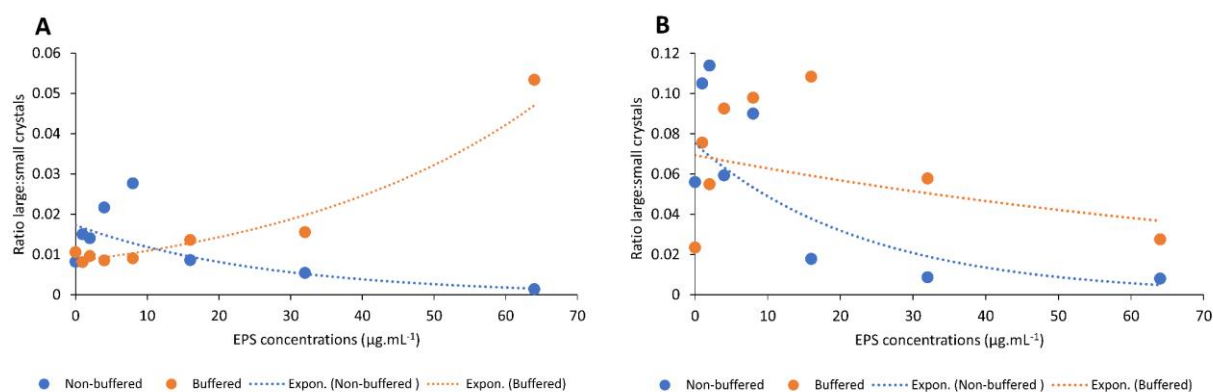 A
0.06
0.05
0.04
0.03
0.02
0.01
0
Ratio large:small crystals
0 10 20 30 40 50 60 70
EPS concentrations (µg.mL⁻¹)
Non-buffered Buffered Expon. (Non-buffered ) Expon. (Buffered)
B
0.12
0.10
0.08
0.06
0.04
0.02
0
Ratio large:small crystals
0 10 20 30 40 50 60 70
EPS concentrations (µg.mL⁻¹)
Non-buffered Buffered Expon. (Non-buffered) Expon. (Buffered)